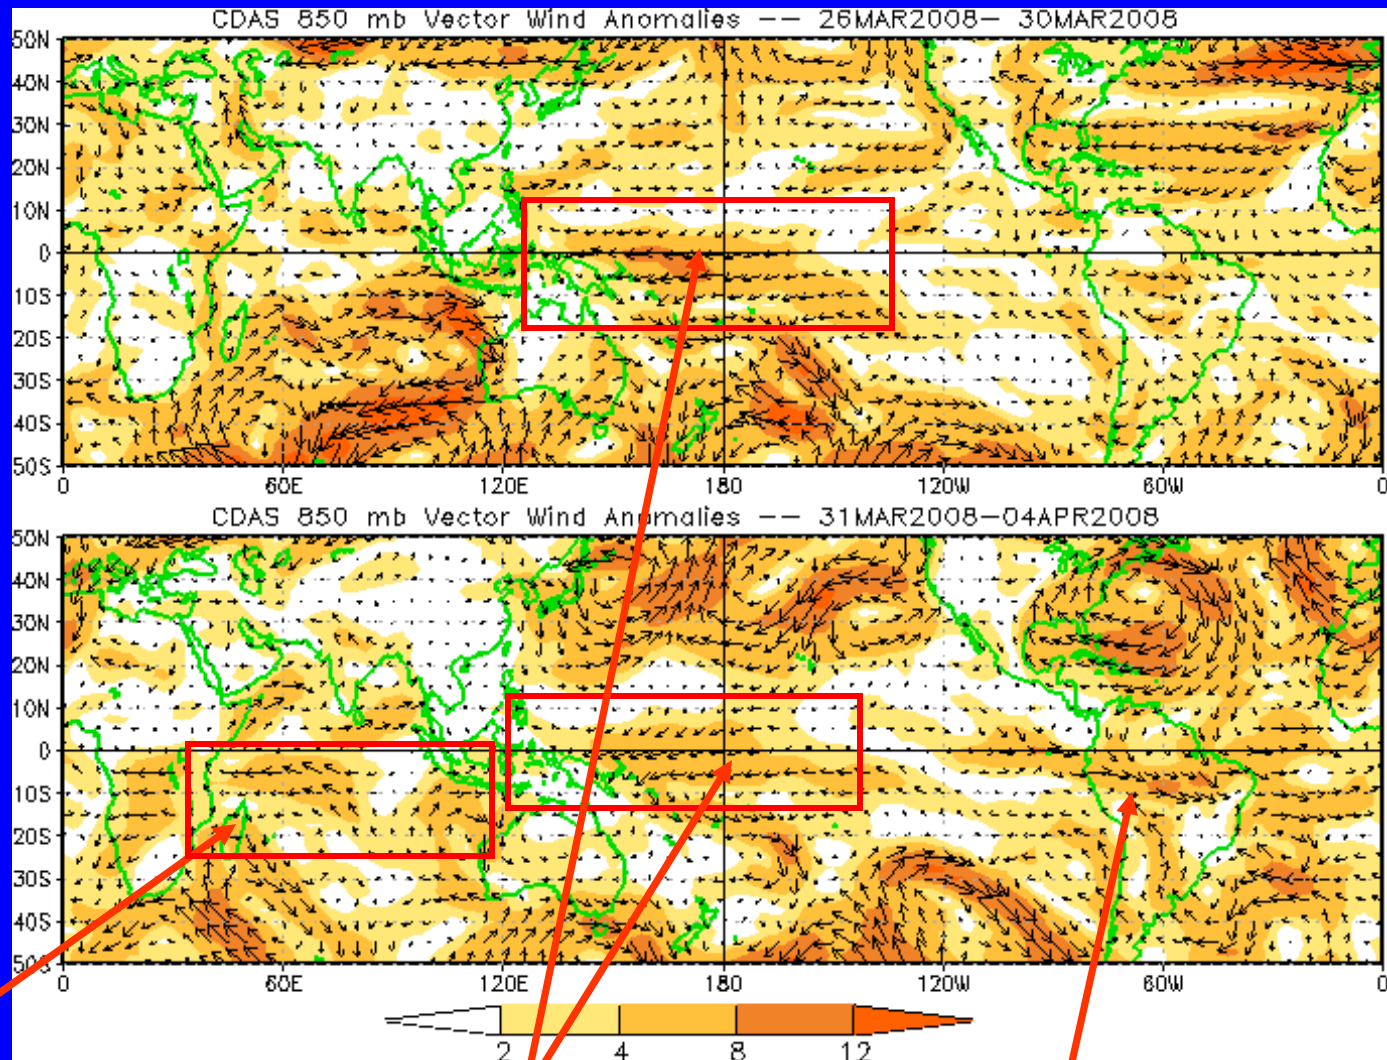 CDAS 850 mb Vector Wind Anomalies -- 26MAR2008- 30MAR2008
50N
40N
30N
20N
10N
0
10S
20S
30S
40S
50S
0 60E 120E 180 120W 60W 0
CDAS 850 mb Vector Wind Anomalies -- 31MAR2008-04APR2008
50N
40N
30N
20N
10N
0
10S
20S
30S
40S
50S
0 60E 120E 180 120W 60W 0
2 4 8 12